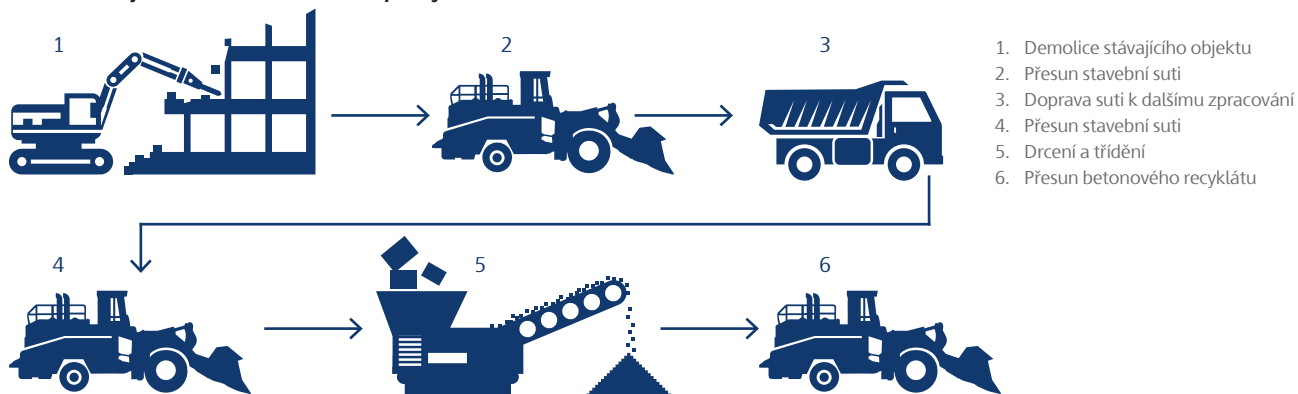 1
2
3
1. Demolice stávajícího objektu
2. Přesun stavební suti
3. Doprava suti k dalšímu zpracování
4. Přesun stavební suti
5. Drcení a třídění
6. Přesun betonového recyklátu
4
5
6